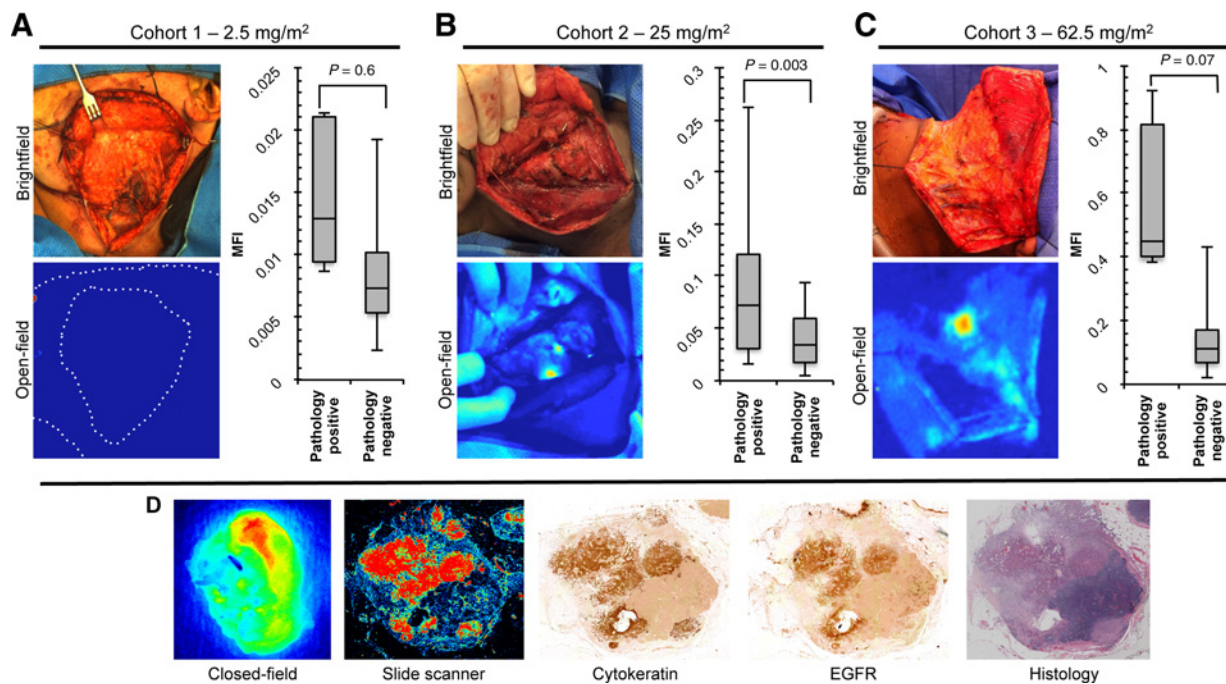 A
Cohort 1 – 2.5 mg/m²
Brightfield
Open-field
MFI
0.025
0.02
0.015
0.01
0.005
0
P = 0.6
Pathology positive
Pathology negative
B
Cohort 2 – 25 mg/m²
Brightfield
Open-field
MFI
0.3
0.25
0.2
0.15
0.1
0.05
0
P = 0.003
Pathology positive
Pathology negative
C
Cohort 3 – 62.5 mg/m²
Brightfield
Open-field
MFI
1
0.8
0.6
0.4
0.2
0
P = 0.07
Pathology positive
Pathology negative
D
Closed-field
Slide scanner
Cytokeratin
EGFR
Histology